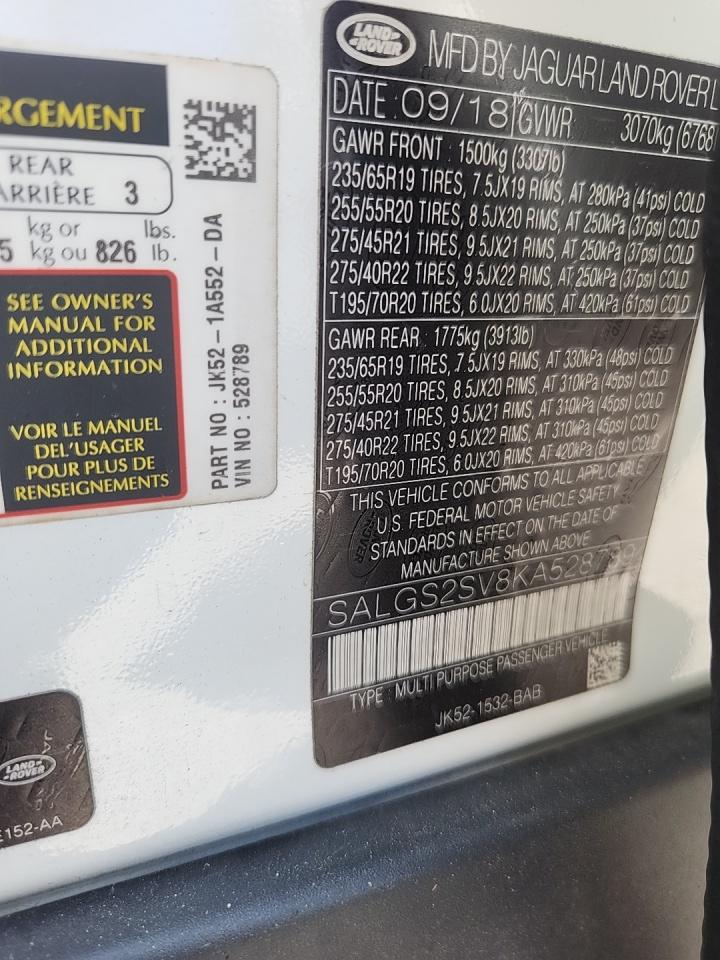 RGEMENT
REAR
ARRIÈRE 3
kg or lbs.
5 kg ou 826 lb.
SEE OWNER'S
MANUAL FOR
ADDITIONAL
INFORMATION
VOIR LE MANUEL
DEL'USAGER
POUR PLUS DE
RENSEIGNEMENTS
PART NO : JK52-1A552-DA
VIN NO : 528789
LAND-
ROVER
E152-AA
LAND-
ROVER
MFD BY JAGUAR LAND ROVER L
DATE : 09/18 GVWR : 3070kg (6768
GAWR FRONT : 1500kg (3307lb)
235/65R19 TIRES, 7.5JX19 RIMS, AT 280kPa (41psi) COLD
255/55R20 TIRES, 8.5JX20 RIMS, AT 250kPa (37psi) COLD
275/45R21 TIRES, 9.5JX21 RIMS, AT 250kPa (37psi) COLD
275/40R22 TIRES, 9.5JX22 RIMS, AT 250kPa (37psi) COLD
T195/70R20 TIRES, 6.0JX20 RIMS, AT 420kPa (61psi) COLD
GAWR REAR : 1775kg (3913lb)
235/65R19 TIRES, 7.5JX19 RIMS, AT 330kPa (48psi) COLD
255/55R20 TIRES, 8.5JX20 RIMS, AT 310kPa (45psi) COLD
275/45R21 TIRES, 9.5JX21 RIMS, AT 310kPa (45psi) COLD
275/40R22 TIRES, 9.5JX22 RIMS, AT 310kPa (45psi) COLD
T195/70R20 TIRES, 6.0JX20 RIMS, AT 420kPa (61psi) COLD
THIS VEHICLE CONFORMS TO ALL APPLICABLE
U.S. FEDERAL MOTOR VEHICLE SAFETY
STANDARDS IN EFFECT ON THE DATE OF
MANUFACTURE SHOWN ABOVE
SALGS2SV8KA528789
TYPE : MULTI PURPOSE PASSENGER VEHICLE
JK52-1532-BAB